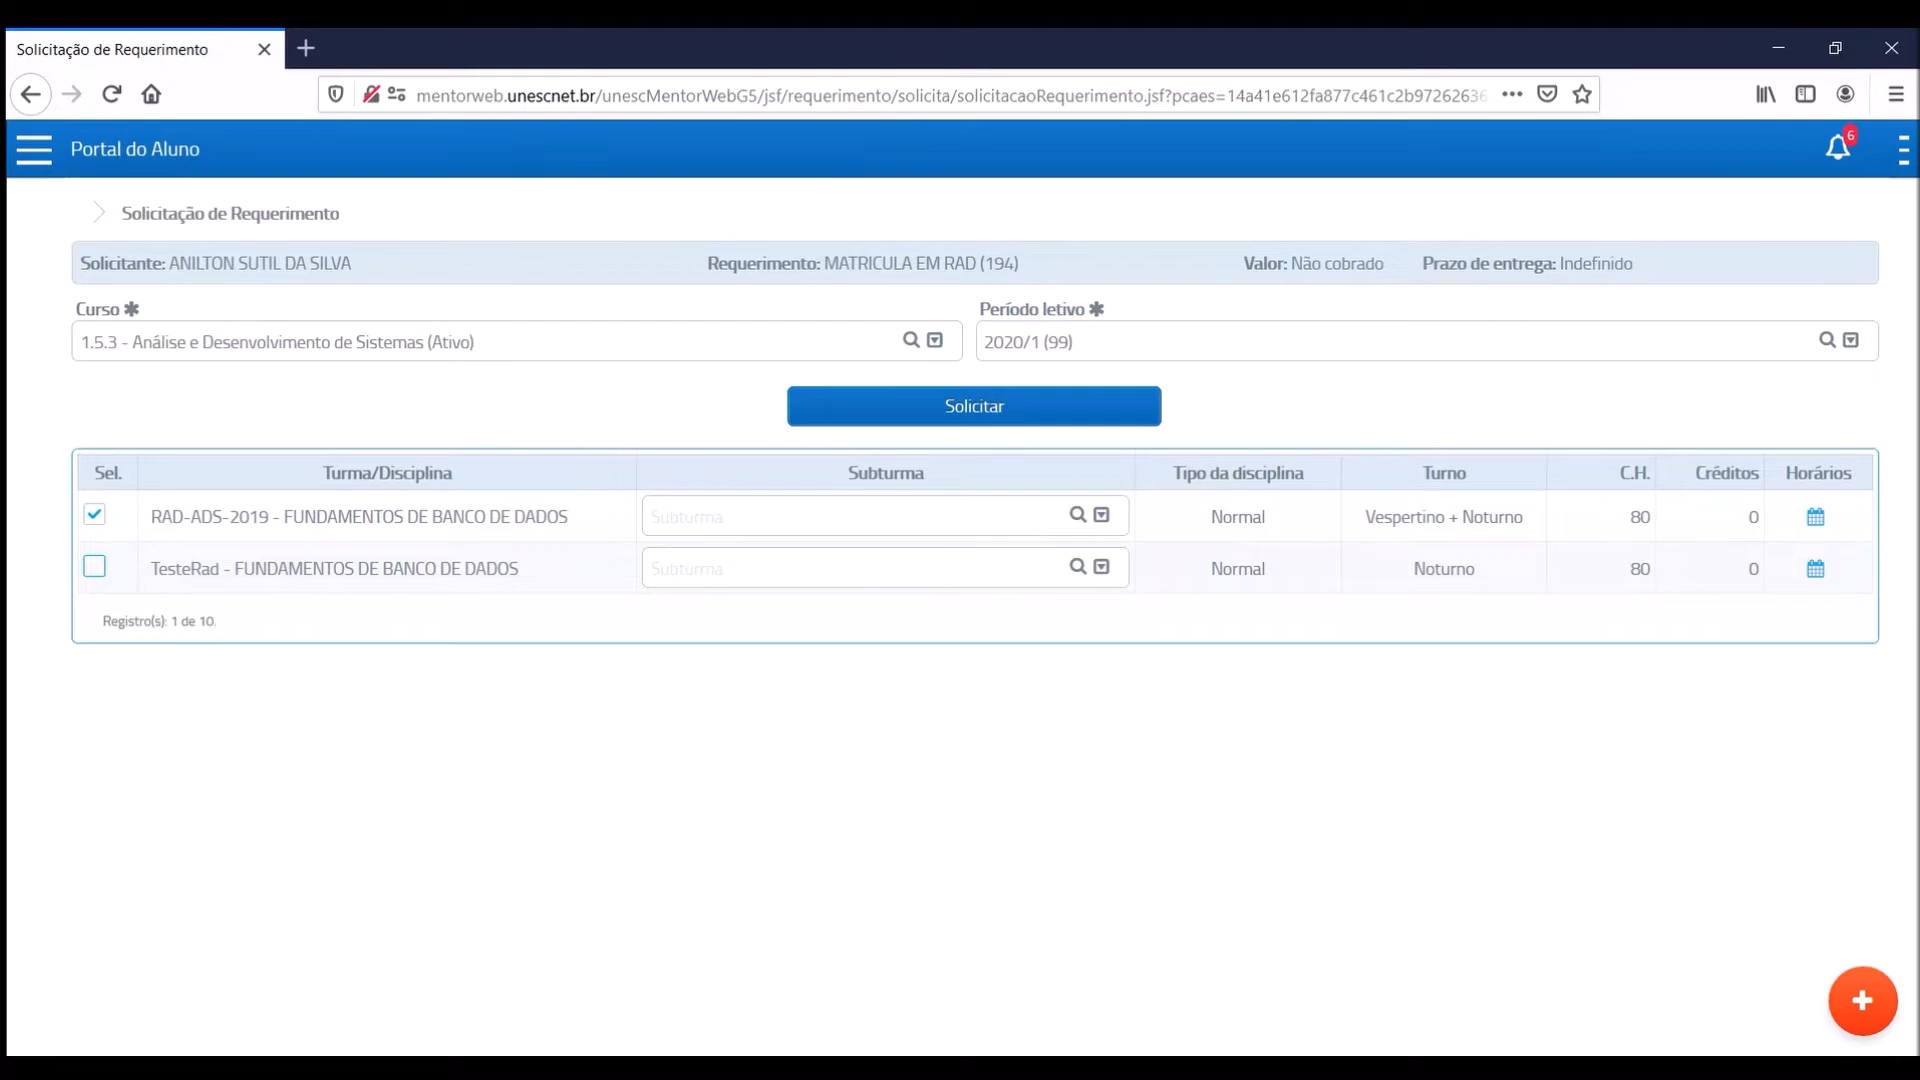 Solicitação de Requerimento
mentorweb.unescnet.br/unescMentorWebG5/jsf/requerimento/solicita/solicitacaoRequerimento.jsf?pcaes=14a41e612fa877c461c2b97262636
Portal do Aluno
6
Solicitação de Requerimento
Solicitante: ANILTON SUTIL DA SILVA Requerimento: MATRICULA EM RAD (194) Valor: Não cobrado Prazo de entrega: Indefinido
Curso ✱ Período letivo ✱
1.5.3 - Análise e Desenvolvimento de Sistemas (Ativo) 2020/1 (99)
Solicitar
Sel. Turma/Disciplina Subturma Tipo da disciplina Turno C.H. Créditos Horários
RAD-ADS-2019 - FUNDAMENTOS DE BANCO DE DADOS Subturma Normal Vespertino + Noturno 80 0
TesteRad - FUNDAMENTOS DE BANCO DE DADOS Subturma Normal Noturno 80 0
Registro(s): 1 de 10.